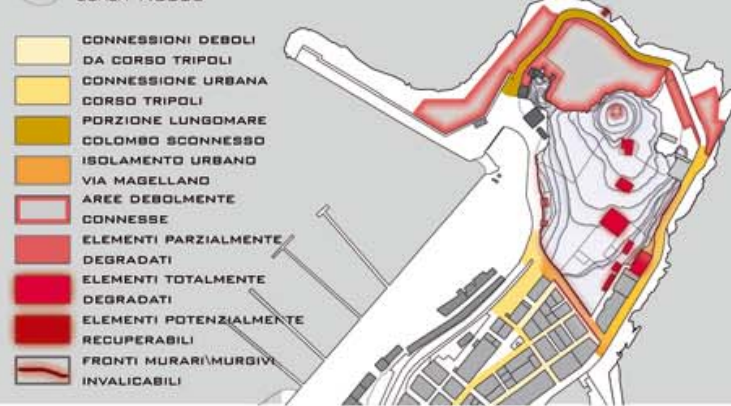 CONNESSIONI DEBOLI
DA CORSO TRIPOLI
CONNESSIONE URBANA
CORSO TRIPOLI
PORZIONE LUNGOMARE
COLOMBO SCONNESSO
ISOLAMENTO URBANO
VIA MAGELLANO
AREE DEBOLMENTE
CONNESSE
ELEMENTI PARZIALMENTE
DEGRADATI
ELEMENTI TOTALMENTE
DEGRADATI
ELEMENTI POTENZIALMENTE
RECUPERABILI
FRONTI MURARI\MURGIVI
INVALICABILI